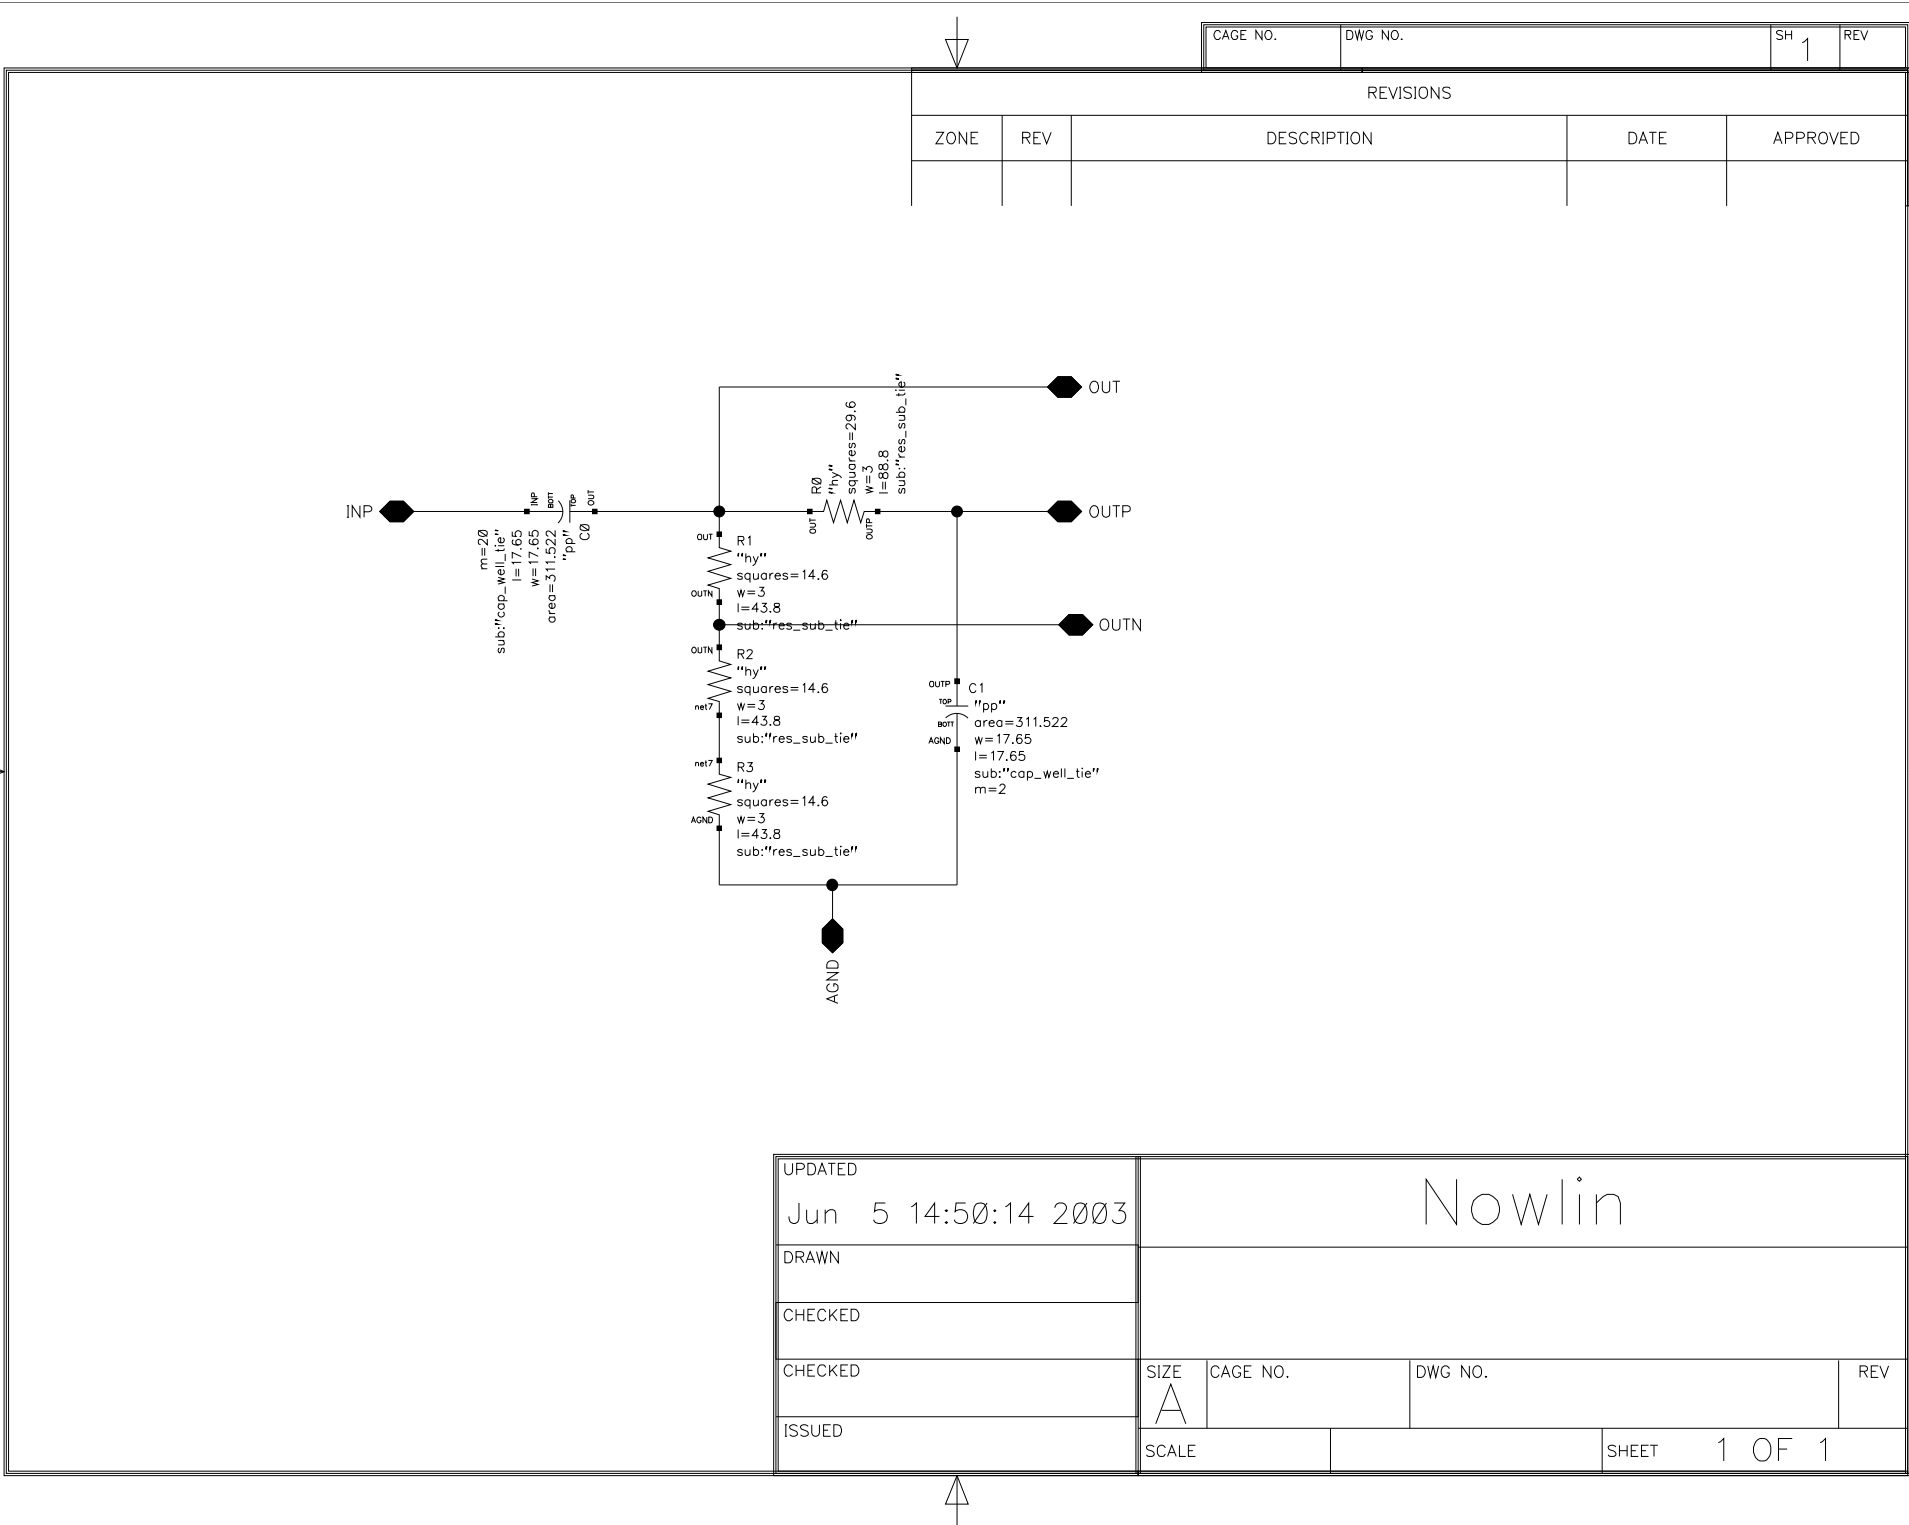 CAGE NO.
DWG NO.
SH 1
REV
REVISIONS
ZONE
REV
DESCRIPTION
DATE
APPROVED
OUT
INP
INP
BOTT
TOP
OUT
C0
"pp"
area=311.522
w=17.65
l=17.65
sub:"cap_well_tie"
m=20
OUT
R0
"hy"
squares=29.6
w=3
l=88.8
sub:"res_sub_tie"
OUTP
OUTP
OUT
R1
"hy"
squares=14.6
w=3
l=43.8
sub:"res_sub_tie"
OUTN
OUTN
OUTN
R2
"hy"
squares=14.6
w=3
l=43.8
sub:"res_sub_tie"
net7
net7
R3
"hy"
squares=14.6
w=3
l=43.8
sub:"res_sub_tie"
AGND
OUTP
TOP
BOTT
AGND
C1
"pp"
area=311.522
w=17.65
l=17.65
sub:"cap_well_tie"
m=2
AGND
UPDATED
Jun 5 14:50:14 2003
DRAWN
CHECKED
CHECKED
ISSUED
Nowlin
SIZE
A
CAGE NO.
DWG NO.
REV
SCALE
SHEET 1 OF 1